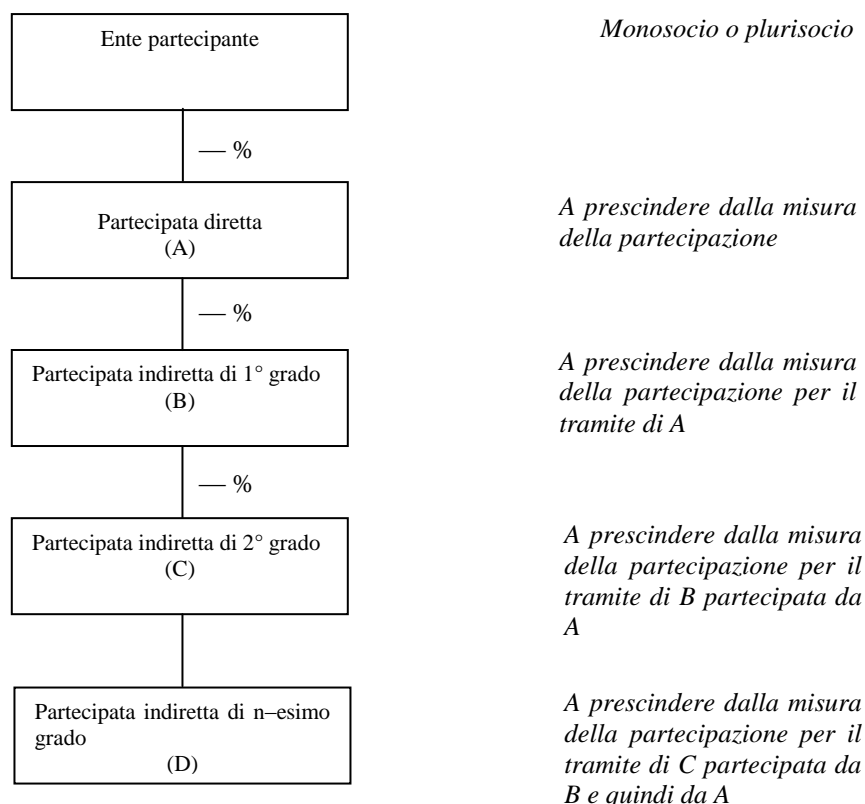 Ente partecipante
Monosocio o plurisocio
— %
Partecipata diretta
(A)
A prescindere dalla misura
della partecipazione
— %
Partecipata indiretta di 1° grado
(B)
A prescindere dalla misura
della partecipazione per il
tramite di A
— %
Partecipata indiretta di 2° grado
(C)
A prescindere dalla misura
della partecipazione per il
tramite di B partecipata da
A
Partecipata indiretta di n–esimo
grado
(D)
A prescindere dalla misura
della partecipazione per il
tramite di C partecipata da
B e quindi da A